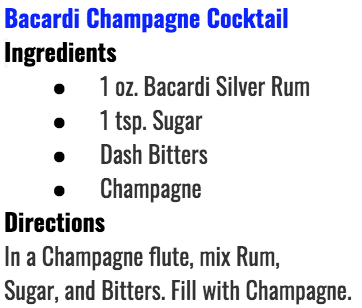 Bacardi Champagne Cocktail
Ingredients
● 1 oz. Bacardi Silver Rum
● 1 tsp. Sugar
● Dash Bitters
● Champagne
Directions
In a Champagne flute, mix Rum,
Sugar, and Bitters. Fill with Champagne.